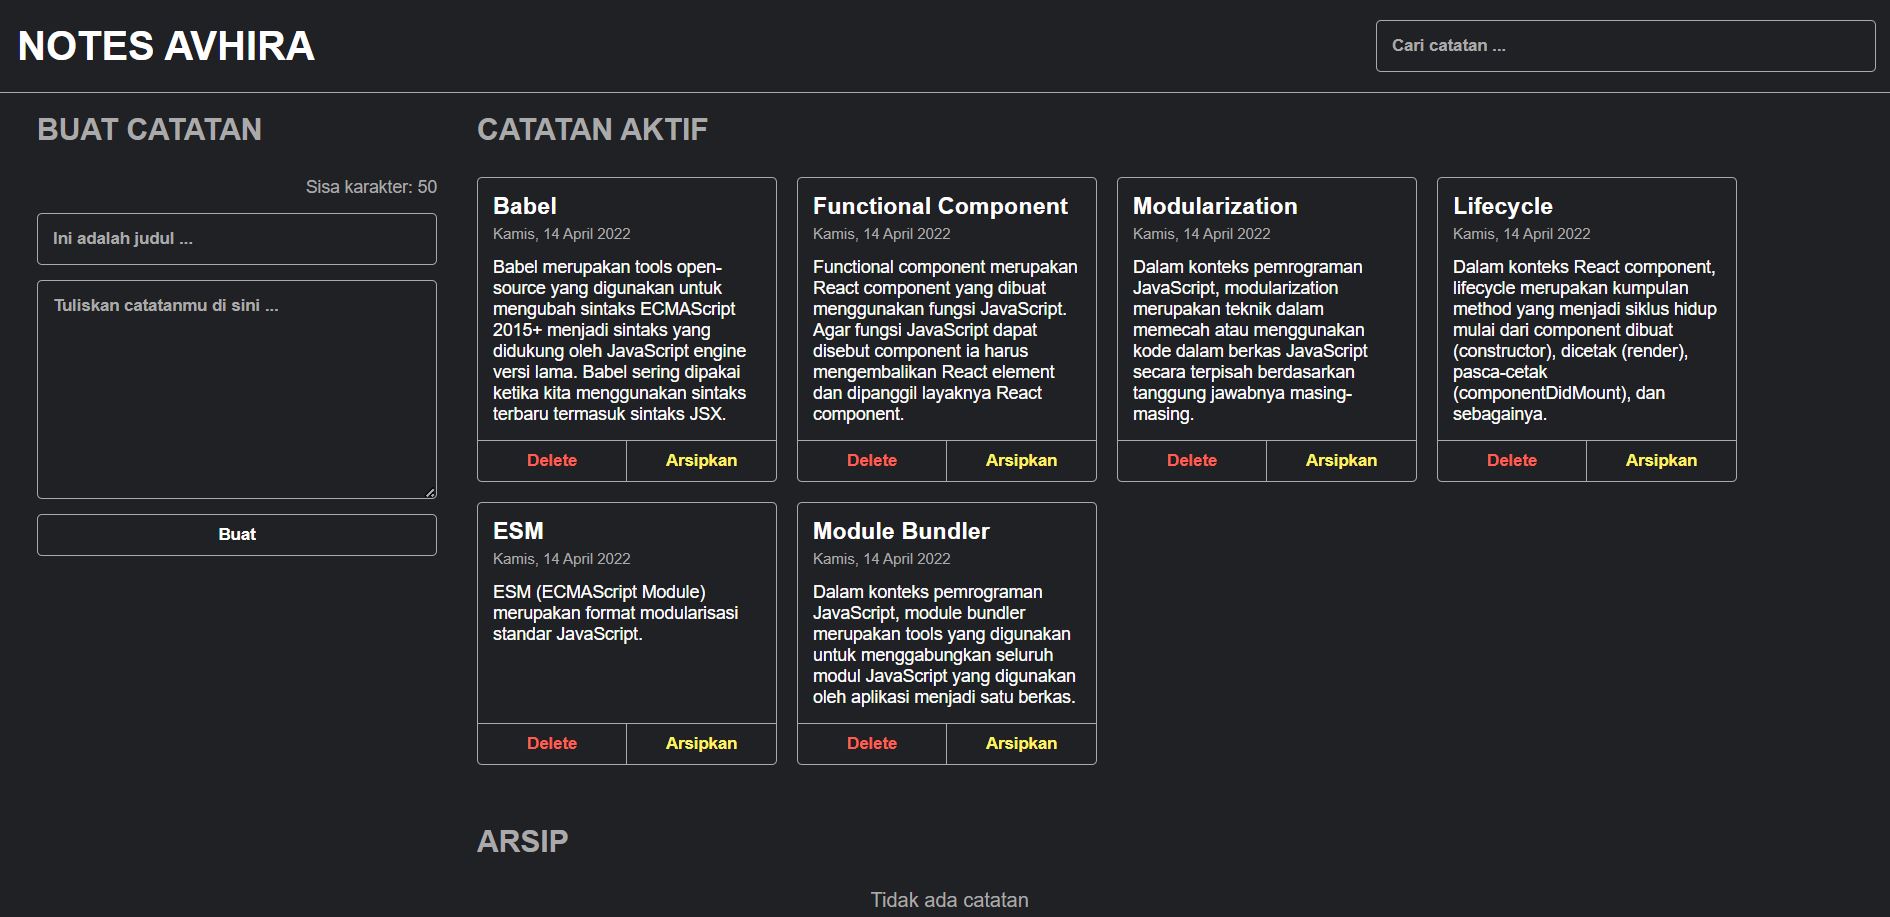 NOTES AVHIRA
Cari catatan ...
BUAT CATATAN
Sisa karakter: 50
Ini adalah judul ...
Tuliskan catatanmu di sini ...
Buat
CATATAN AKTIF
Babel
Kamis, 14 April 2022
Babel merupakan tools open-
source yang digunakan untuk
mengubah sintaks ECMAScript
2015+ menjadi sintaks yang
didukung oleh JavaScript engine
versi lama. Babel sering dipakai
ketika kita menggunakan sintaks
terbaru termasuk sintaks JSX.
Delete
Arsipkan
Functional Component
Kamis, 14 April 2022
Functional component merupakan
React component yang dibuat
menggunakan fungsi JavaScript.
Agar fungsi JavaScript dapat
disebut component ia harus
mengembalikan React element
dan dipanggil layaknya React
component.
Delete
Arsipkan
Modularization
Kamis, 14 April 2022
Dalam konteks pemrograman
JavaScript, modularization
merupakan teknik dalam
memecah atau menggunakan
kode dalam berkas JavaScript
secara terpisah berdasarkan
tanggung jawabnya masing-
masing.
Delete
Arsipkan
Lifecycle
Kamis, 14 April 2022
Dalam konteks React component,
lifecycle merupakan kumpulan
method yang menjadi siklus hidup
mulai dari component dibuat
(constructor), dicetak (render),
pasca-cetak
(componentDidMount), dan
sebagainya.
Delete
Arsipkan
ESM
Kamis, 14 April 2022
ESM (ECMAScript Module)
merupakan format modularisasi
standar JavaScript.
Delete
Arsipkan
Module Bundler
Kamis, 14 April 2022
Dalam konteks pemrograman
JavaScript, module bundler
merupakan tools yang digunakan
untuk menggabungkan seluruh
modul JavaScript yang digunakan
oleh aplikasi menjadi satu berkas.
Delete
Arsipkan
ARSIP
Tidak ada catatan